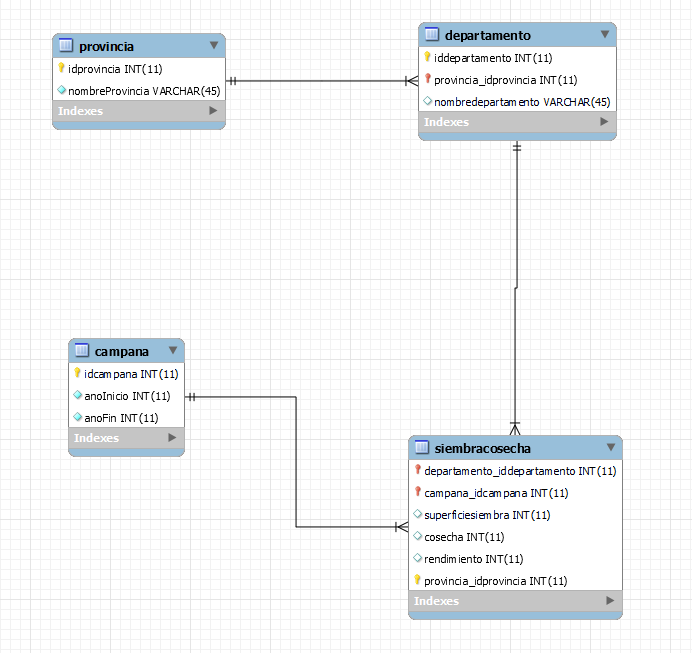 provincia
idprovincia INT(11)
nombreProvincia VARCHAR(45)
Indexes
departamento
iddepartamento INT(11)
provincia_idprovincia INT(11)
nombredepartamento VARCHAR(45)
Indexes
campana
idcampana INT(11)
anoInicio INT(11)
anoFin INT(11)
Indexes
siembracosecha
departamento_iddepartamento INT(11)
campana_idcampana INT(11)
superficiesiembra INT(11)
cosecha INT(11)
rendimiento INT(11)
provincia_idprovincia INT(11)
Indexes